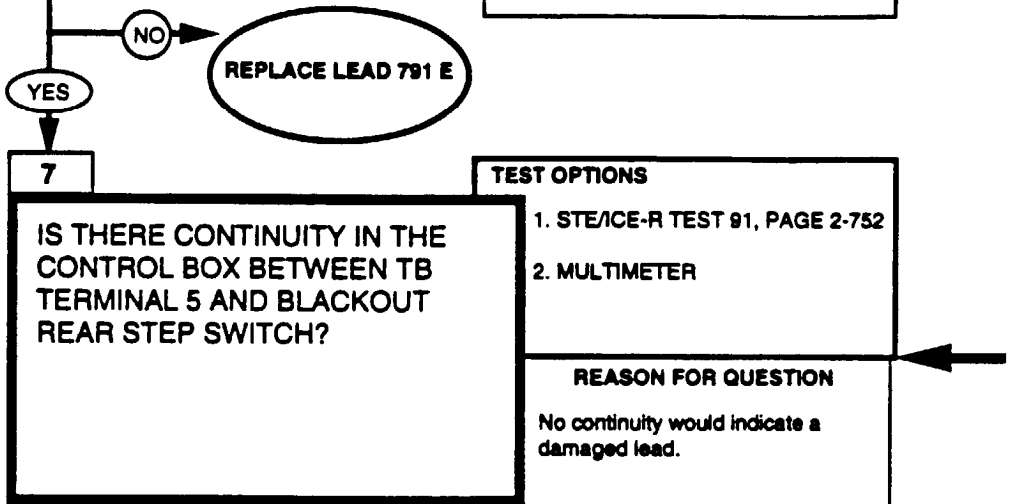 NO
REPLACE LEAD 791 E
YES
7
IS THERE CONTINUITY IN THE
CONTROL BOX BETWEEN TB
TERMINAL 5 AND BLACKOUT
REAR STEP SWITCH?
TEST OPTIONS
1. STE/ICE-R TEST 91, PAGE 2-752
2. MULTIMETER
REASON FOR QUESTION
No continuity would indicate a
damaged lead.